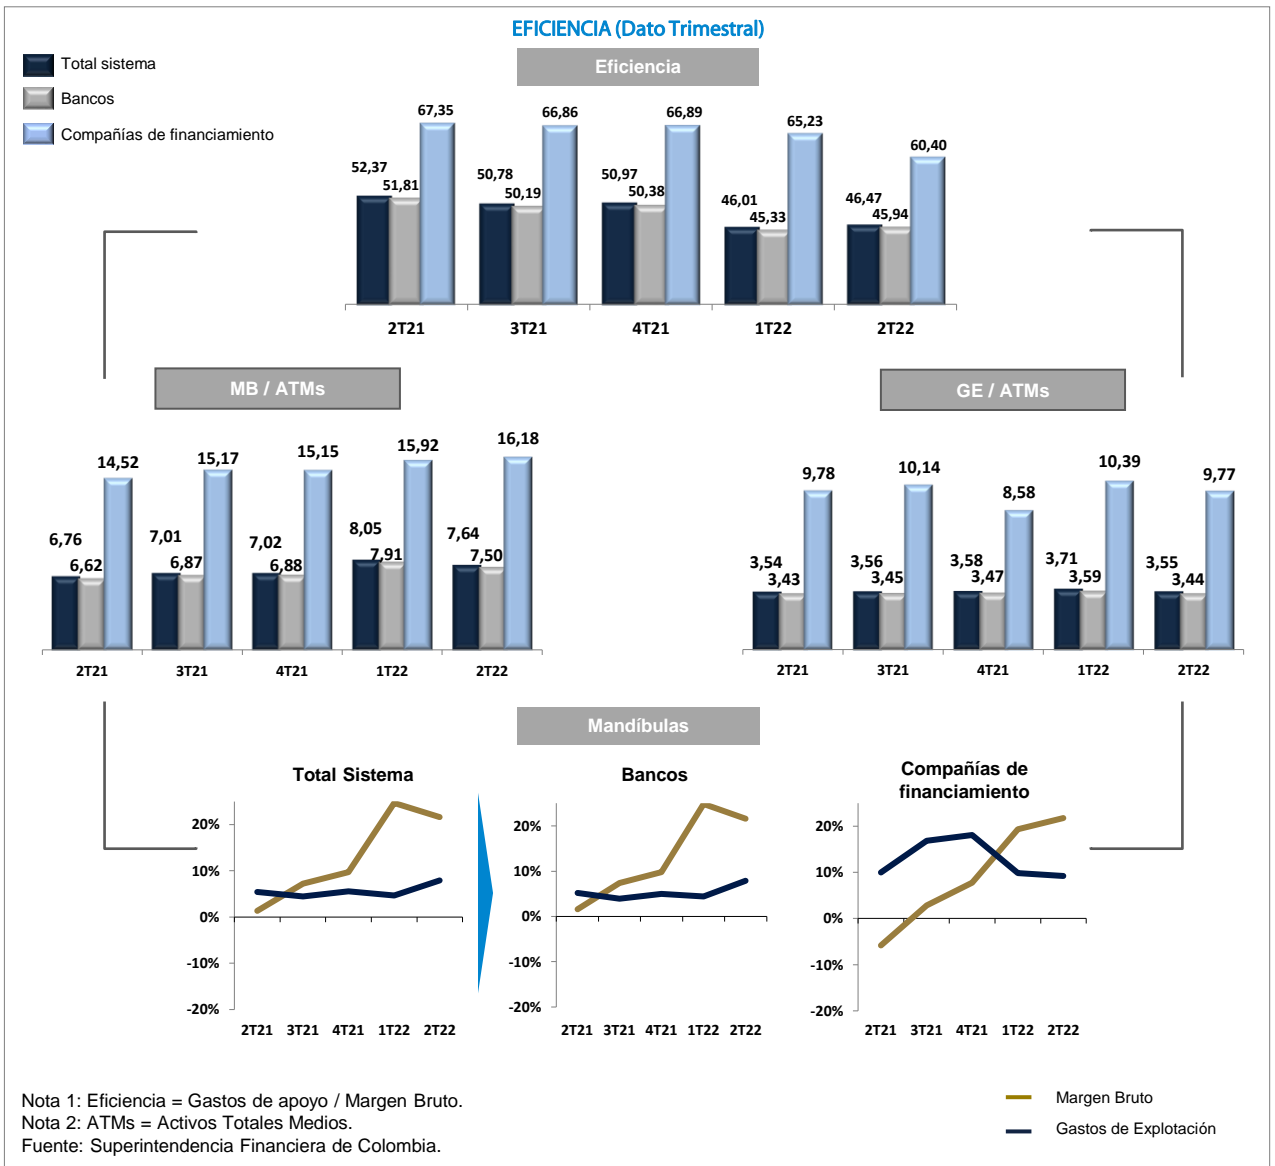 EFICIENCIA (Dato Trimestral)
Eficiencia
Total sistema
Bancos
Compañías de financiamiento
67,35 66,86 66,89 65,23 60,40
52,37 51,81 50,78 50,19 50,97 50,38 46,01 45,33 46,47 45,94
2T21 3T21 4T21 1T22 2T22
MB / ATMs
14,52 15,17 15,15 15,92 16,18
6,76 6,62 7,01 6,87 7,02 6,88 8,05 7,91 7,64 7,50
2T21 3T21 4T21 1T22 2T22
GE / ATMs
9,78 10,14 8,58 10,39 9,77
3,54 3,43 3,56 3,45 3,58 3,47 3,71 3,59 3,55 3,44
2T21 3T21 4T21 1T22 2T22
Mandíbulas
Total Sistema
20%
10%
0%
-10%
-20%
2T21 3T21 4T21 1T22 2T22
Bancos
20%
10%
0%
-10%
-20%
2T21 3T21 4T21 1T22 2T22
Compañías de
financiamiento
20%
10%
0%
-10%
-20%
2T21 3T21 4T21 1T22 2T22
Nota 1: Eficiencia = Gastos de apoyo / Margen Bruto.
Nota 2: ATMs = Activos Totales Medios.
Fuente: Superintendencia Financiera de Colombia.
Margen Bruto
Gastos de Explotación